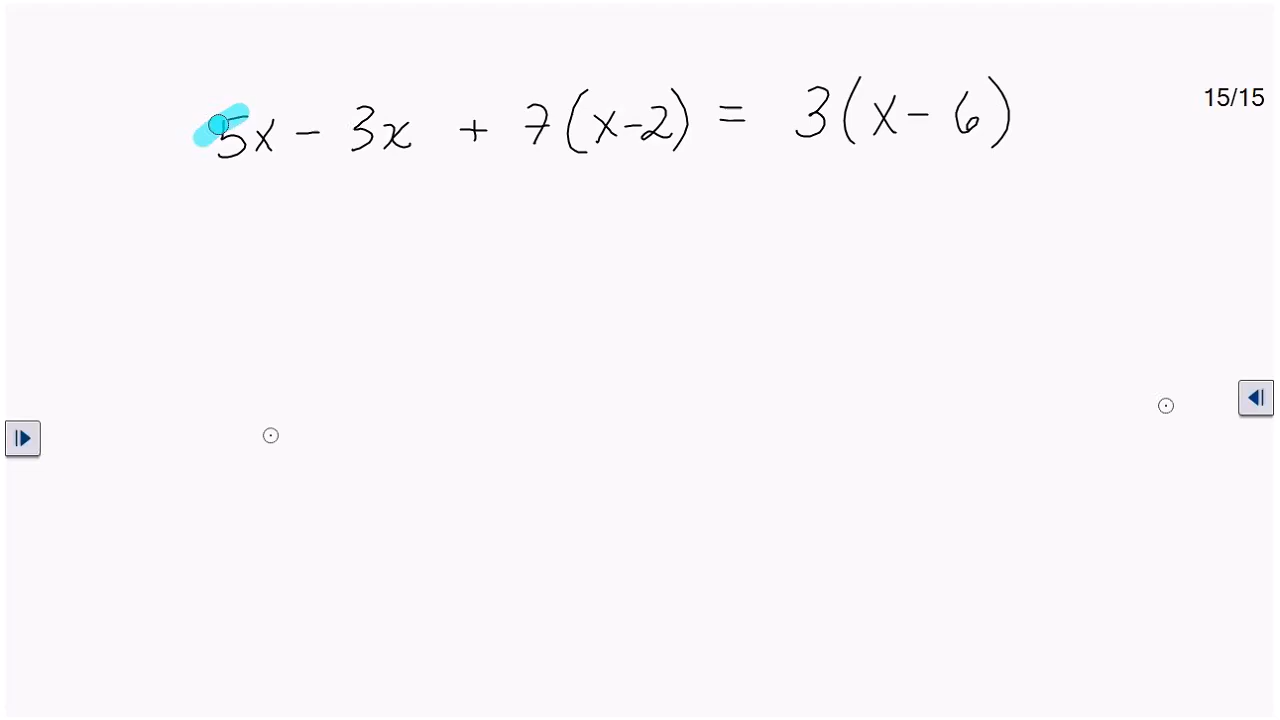 5x - 3x + 7(x-2) = 3(x - 6)
15/15